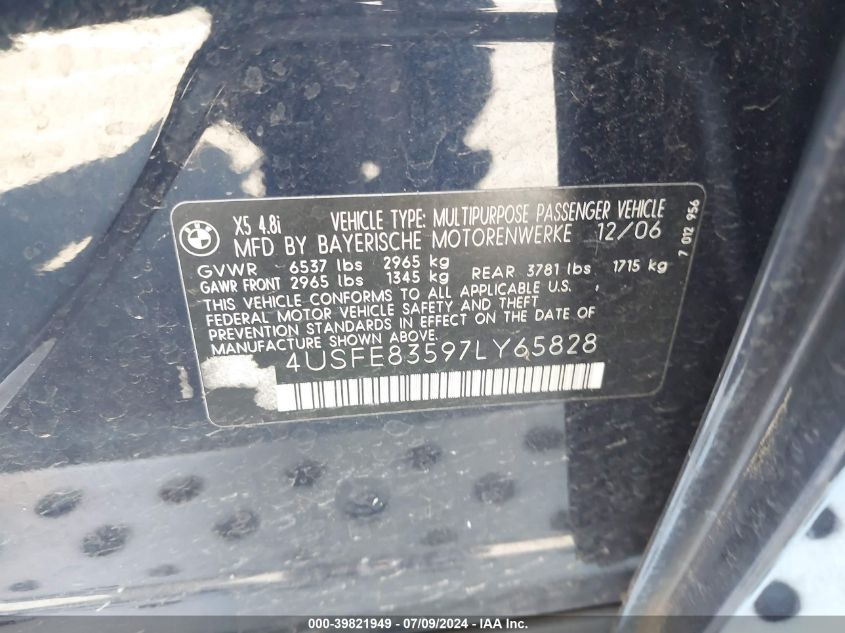 BMW
X5 4.8i VEHICLE TYPE: MULTIPURPOSE PASSENGER VEHICLE
MFD BY BAYERISCHE MOTORENWERKE 12/06
GVWR 6537 lbs 2965 kg
GAWR FRONT 2965 lbs 1345 kg REAR 3781 lbs 1715 kg
THIS VEHICLE CONFORMS TO ALL APPLICABLE U.S.
FEDERAL MOTOR VEHICLE SAFETY AND THEFT
PREVENTION STANDARDS IN EFFECT ON THE DATE OF
MANUFACTURE SHOWN ABOVE.
4USFE83597LY65828
7 012 956
000-39821949 - 07/09/2024 - IAA, Inc.